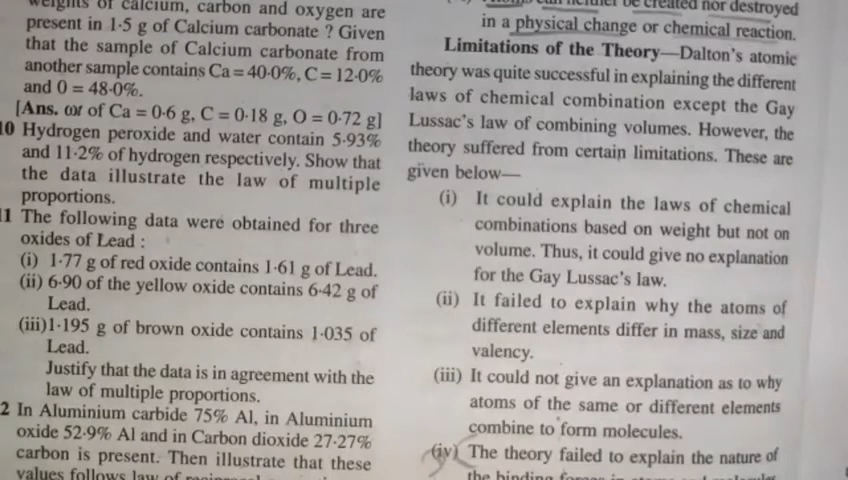 weights of calcium, carbon and oxygen are
present in 1·5 g of Calcium carbonate ? Given
that the sample of Calcium carbonate from
another sample contains Ca = 40·0%, C = 12·0%
and 0 = 48·0%.
[Ans. wt of Ca = 0·6 g, C = 0·18 g, O = 0·72 g]
10 Hydrogen peroxide and water contain 5·93%
and 11·2% of hydrogen respectively. Show that
the data illustrate the law of multiple
proportions.
11 The following data were obtained for three
oxides of Lead :
(i) 1·77 g of red oxide contains 1·61 g of Lead.
(ii) 6·90 of the yellow oxide contains 6·42 g of
Lead.
(iii)1·195 g of brown oxide contains 1·035 of
Lead.
Justify that the data is in agreement with the
law of multiple proportions.
2 In Aluminium carbide 75% Al, in Aluminium
oxide 52·9% Al and in Carbon dioxide 27·27%
carbon is present. Then illustrate that these
values follows law of
be created nor destroyed
in a physical change or chemical reaction.
Limitations of the Theory—Dalton's atomic
theory was quite successful in explaining the different
laws of chemical combination except the Gay
Lussac's law of combining volumes. However, the
theory suffered from certain limitations. These are
given below—
(i) It could explain the laws of chemical
combinations based on weight but not on
volume. Thus, it could give no explanation
for the Gay Lussac's law.
(ii) It failed to explain why the atoms of
different elements differ in mass, size and
valency.
(iii) It could not give an explanation as to why
atoms of the same or different elements
combine to form molecules.
(iv) The theory failed to explain the nature of
the binding forces in atoms and